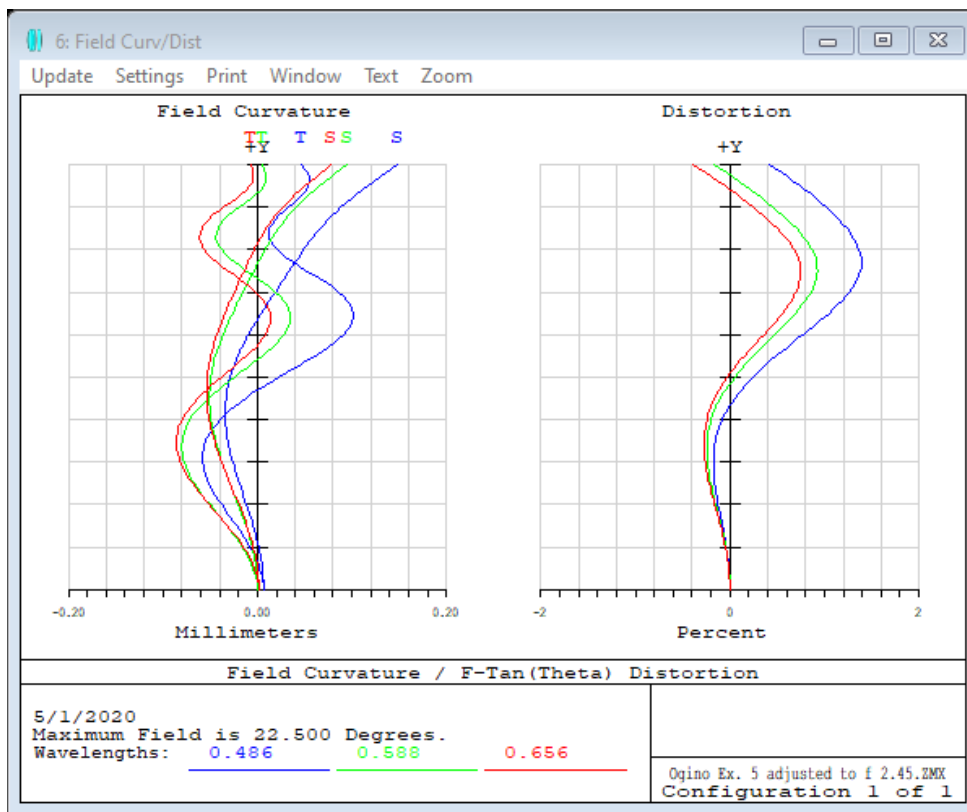 6: Field Curv/Dist
Update Settings Print Window Text Zoom
Field Curvature
Distortion
T T T S S S
+Y
+Y
-0.20 0.00 0.20
-2 0 2
Millimeters
Percent
Field Curvature / F-Tan(Theta) Distortion
5/1/2020
Maximum Field is 22.500 Degrees.
Wavelengths: 0.486 0.588 0.656
Ogino Ex. 5 adjusted to f 2.45.ZMX
Configuration 1 of 1